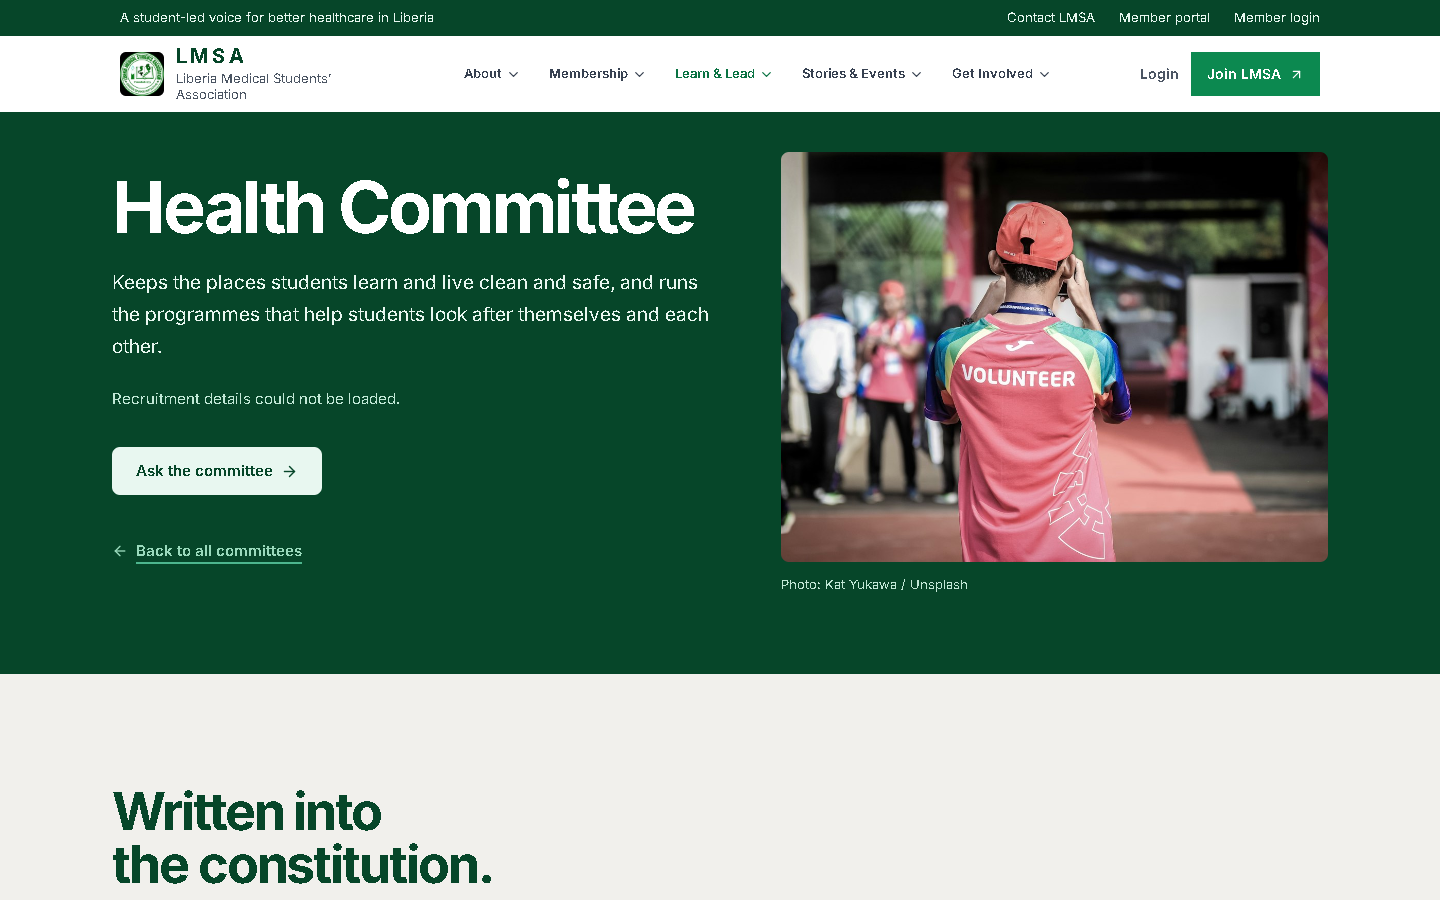 A student-led voice for better healthcare in Liberia
Contact LMSA
Member portal
Member login
LMSA
Liberia Medical Students'
Association
About
Membership
Learn & Lead
Stories & Events
Get Involved
Login
Join LMSA
Health Committee
Keeps the places students learn and live clean and safe, and runs
the programmes that help students look after themselves and each
other.
Recruitment details could not be loaded.
Ask the committee
Back to all committees
VOLUNTEER
Photo: Kat Yukawa / Unsplash
Written into
the constitution.